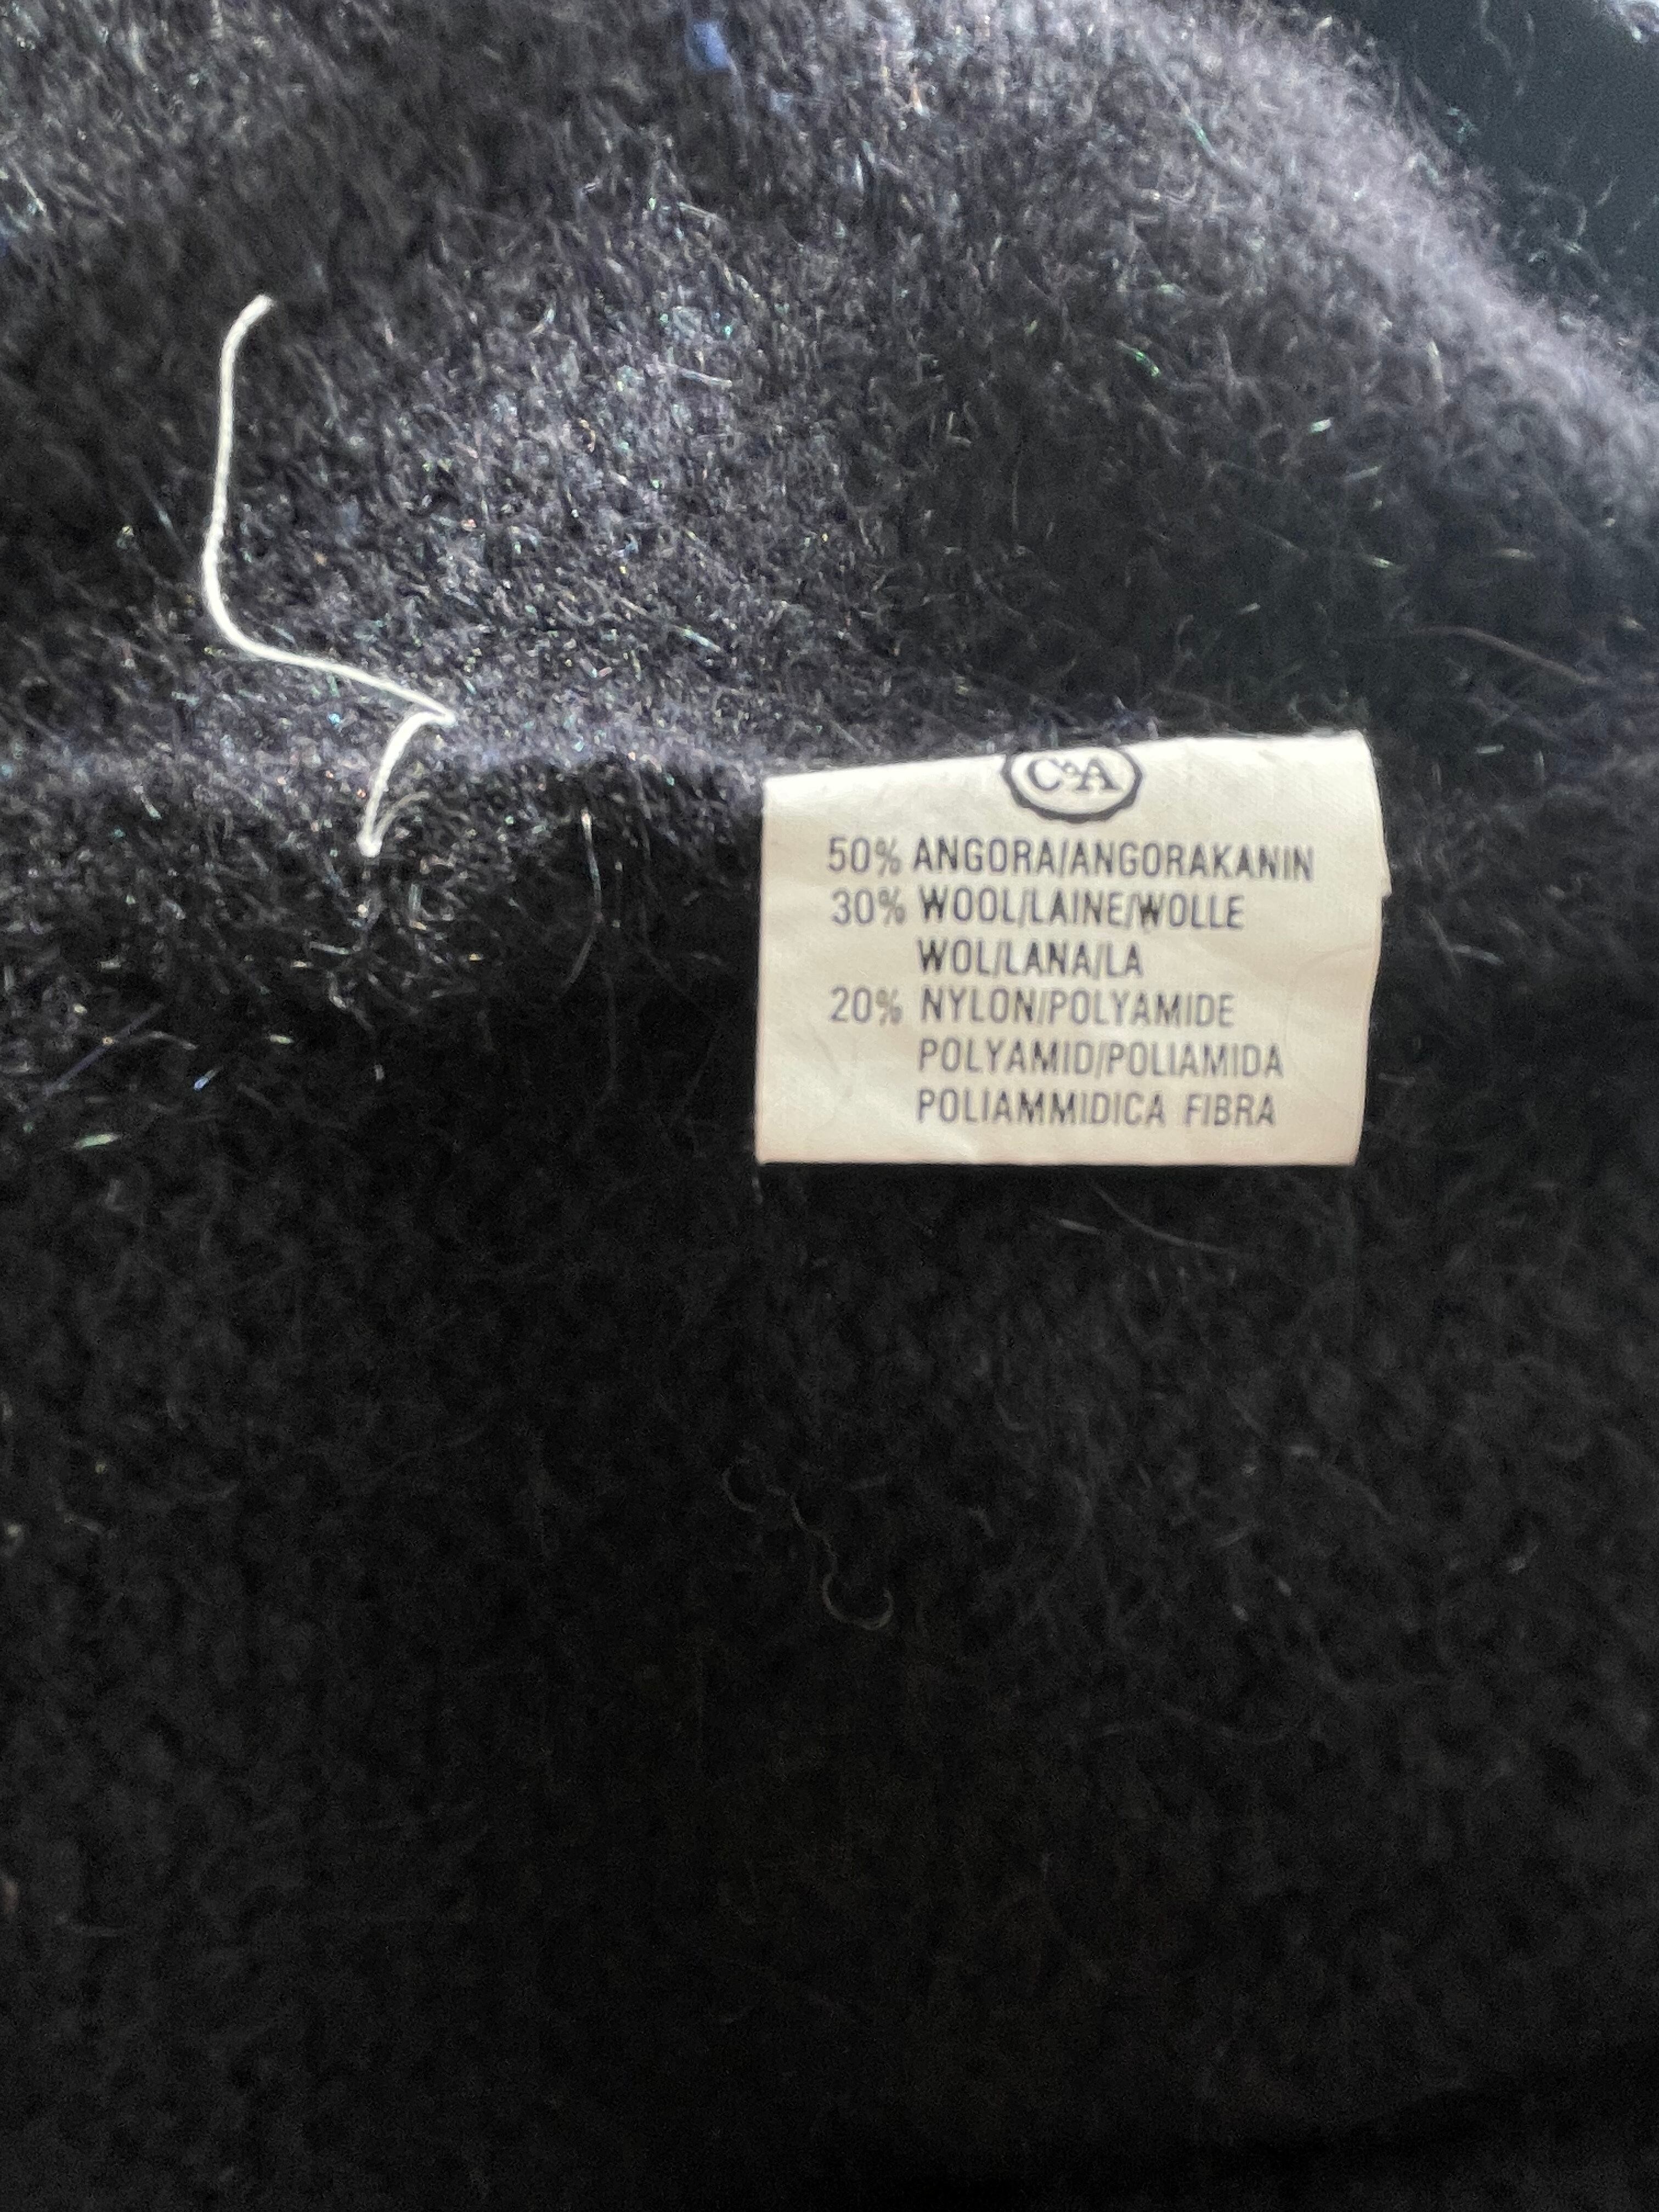 C&A
50% ANGORA/ANGORAKANIN
30% WOOL/LAINE/WOLLE
WOL/LANA/LA
20% NYLON/POLYAMIDE
POLYAMID/POLIAMIDA
POLIAMMIDICA FIBRA